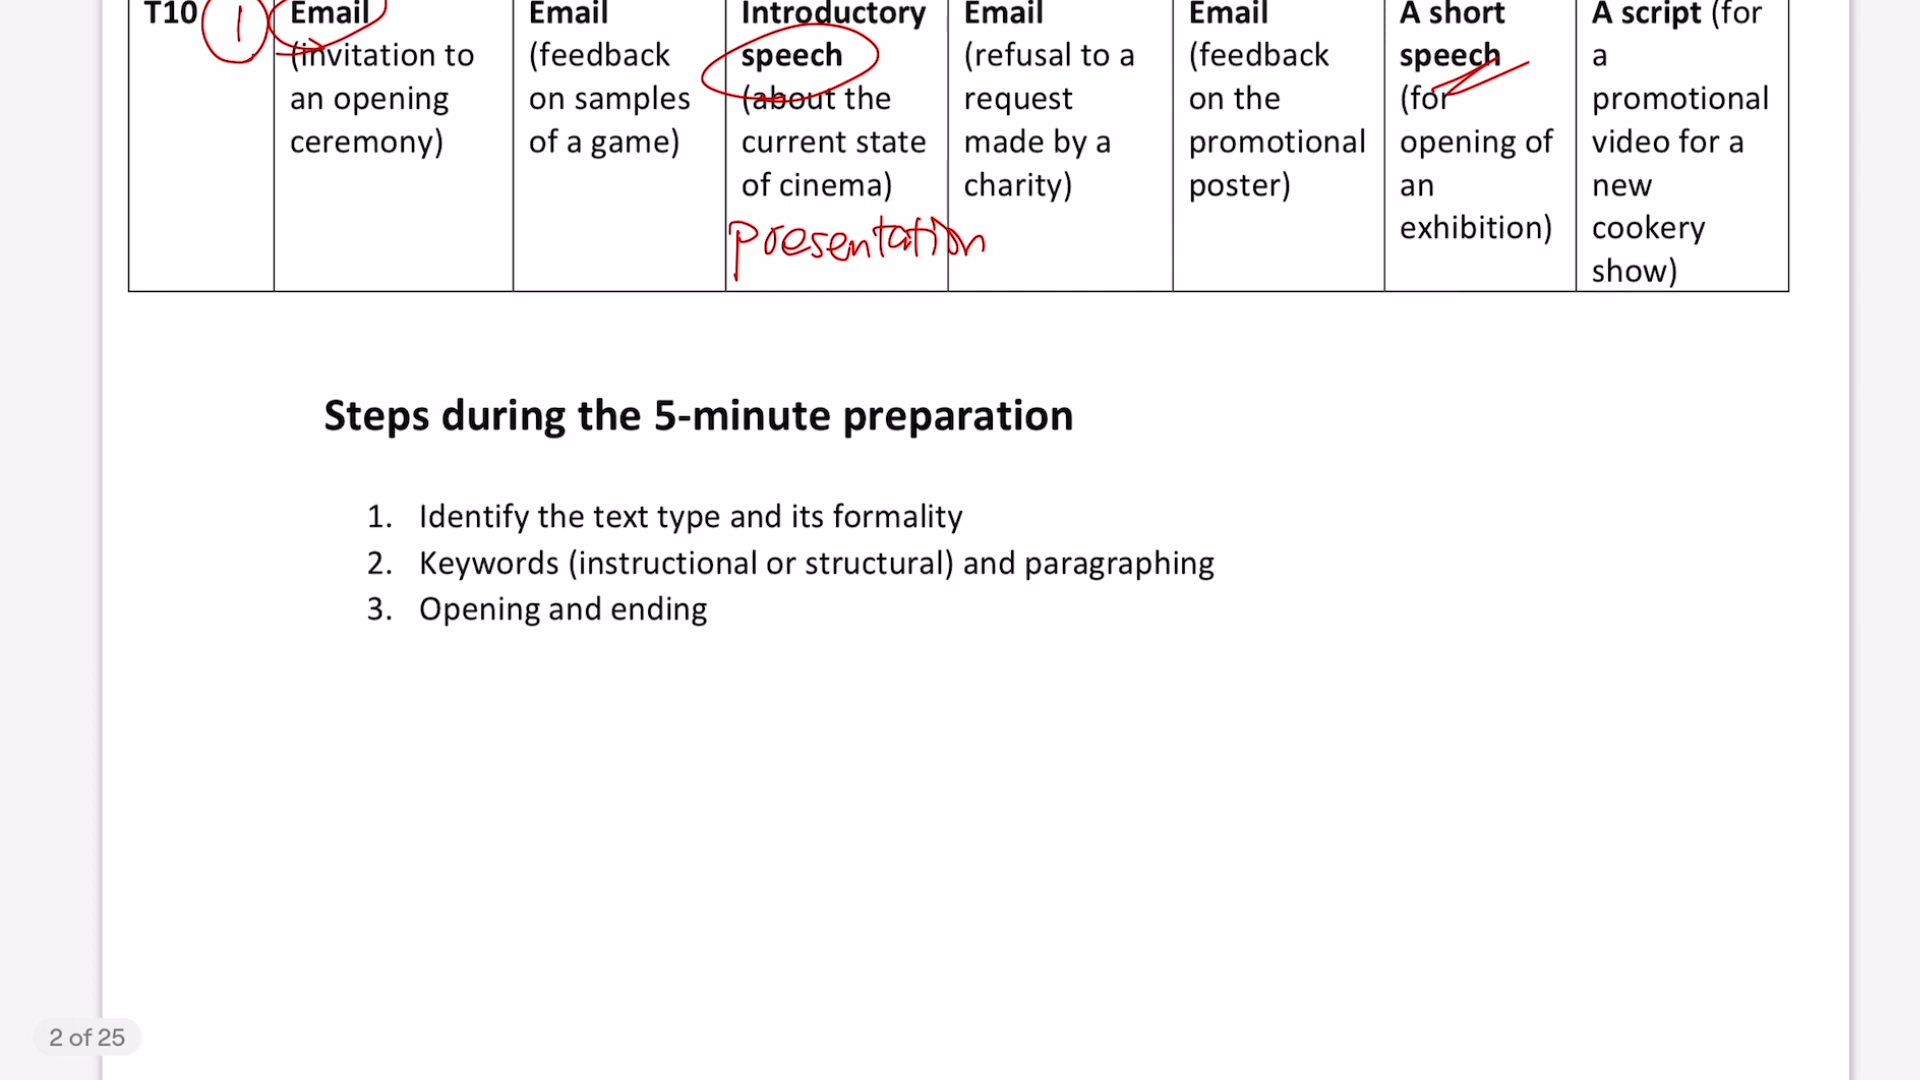 T10
1
Email
(invitation to
an opening
ceremony)
Email
(feedback
on samples
of a game)
Introductory
speech
(about the
current state
of cinema)
presentation
Email
(refusal to a
request
made by a
charity)
Email
(feedback
on the
promotional
poster)
A short
speech
(for
opening of
an
exhibition)
A script (for
a
promotional
video for a
new
cookery
show)
Steps during the 5-minute preparation
1. Identify the text type and its formality
2. Keywords (instructional or structural) and paragraphing
3. Opening and ending
2 of 25